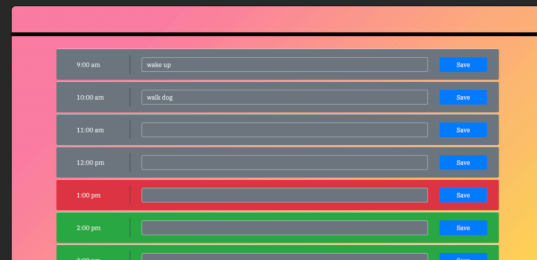 9:00 am wake up Save
10:00 am walk dog Save
11:00 am Save
12:00 pm Save
1:00 pm Save
2:00 pm Save